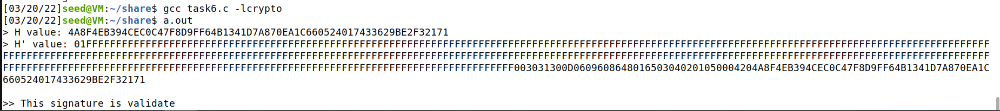 [03/20/22]seed@VM:~/share$ gcc task6.c -lcrypto
[03/20/22]seed@VM:~/share$ a.out
> H value: 4A8F4EB394CEC0C47F8D9FF64B1341D7A870EA1C660524017433629BE2F32171
> H' value: 01FFFFFFFFFFFFFFFFFFFFFFFFFFFFFFFFFFFFFFFFFFFFFFFFFFFFFFFFFFFFFFFFFFFFFFFFFFFFFFFFFFFFFFFFFFFFFFFFFFFFFFFFFFFFFFFFFFFFFFFFFFFFFFFFFFFFFFFFFFFFFFFFFFFFFFFFFF
FFFFFFFFFFFFFFFFFFFFFFFFFFFFFFFFFFFFFFFFFFFFFFFFFFFFFFFFFFFFFFFFFFFFFFFFFFFFFFFFFFFFFFFFFFFFFFFFFFFFFFFFFFFFFFFFFFFFFFFFFFFFFFFFFFFFFFFFFFFFFFFFFFFFFFFFFFFFFFFFFFFFFF
FFFFFFFFFFFFFFFFFFFFFFFFFFFFFFFFFFFFFFFFFFFFFFFFFFFFFFFFFFFFFFFFFFFFFFFFFFFFFFFFFFFFFF003031300D0609608648016503040201050004204A8F4EB394CEC0C47F8D9FF64B1341D7A870EA1C
660524017433629BE2F32171
>> This signature is validate